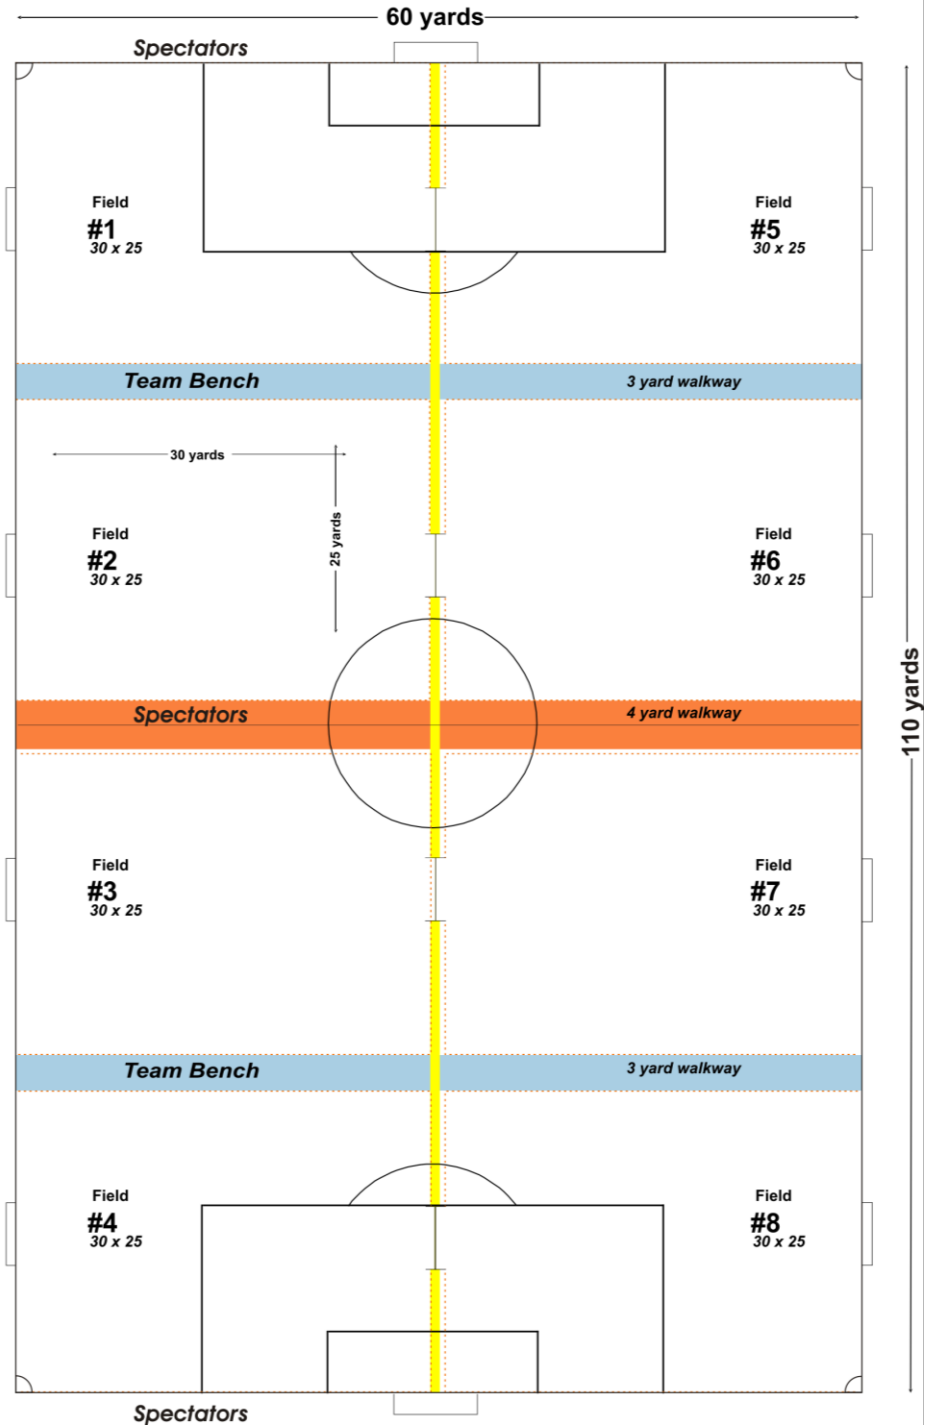 60 yards
Spectators
Field
#1
30 x 25
Field
#5
30 x 25
Team Bench
3 yard walkway
30 yards
25 yards
Field
#2
30 x 25
Field
#6
30 x 25
110 yards
Spectators
4 yard walkway
Field
#3
30 x 25
Field
#7
30 x 25
Team Bench
3 yard walkway
Field
#4
30 x 25
Field
#8
30 x 25
Spectators